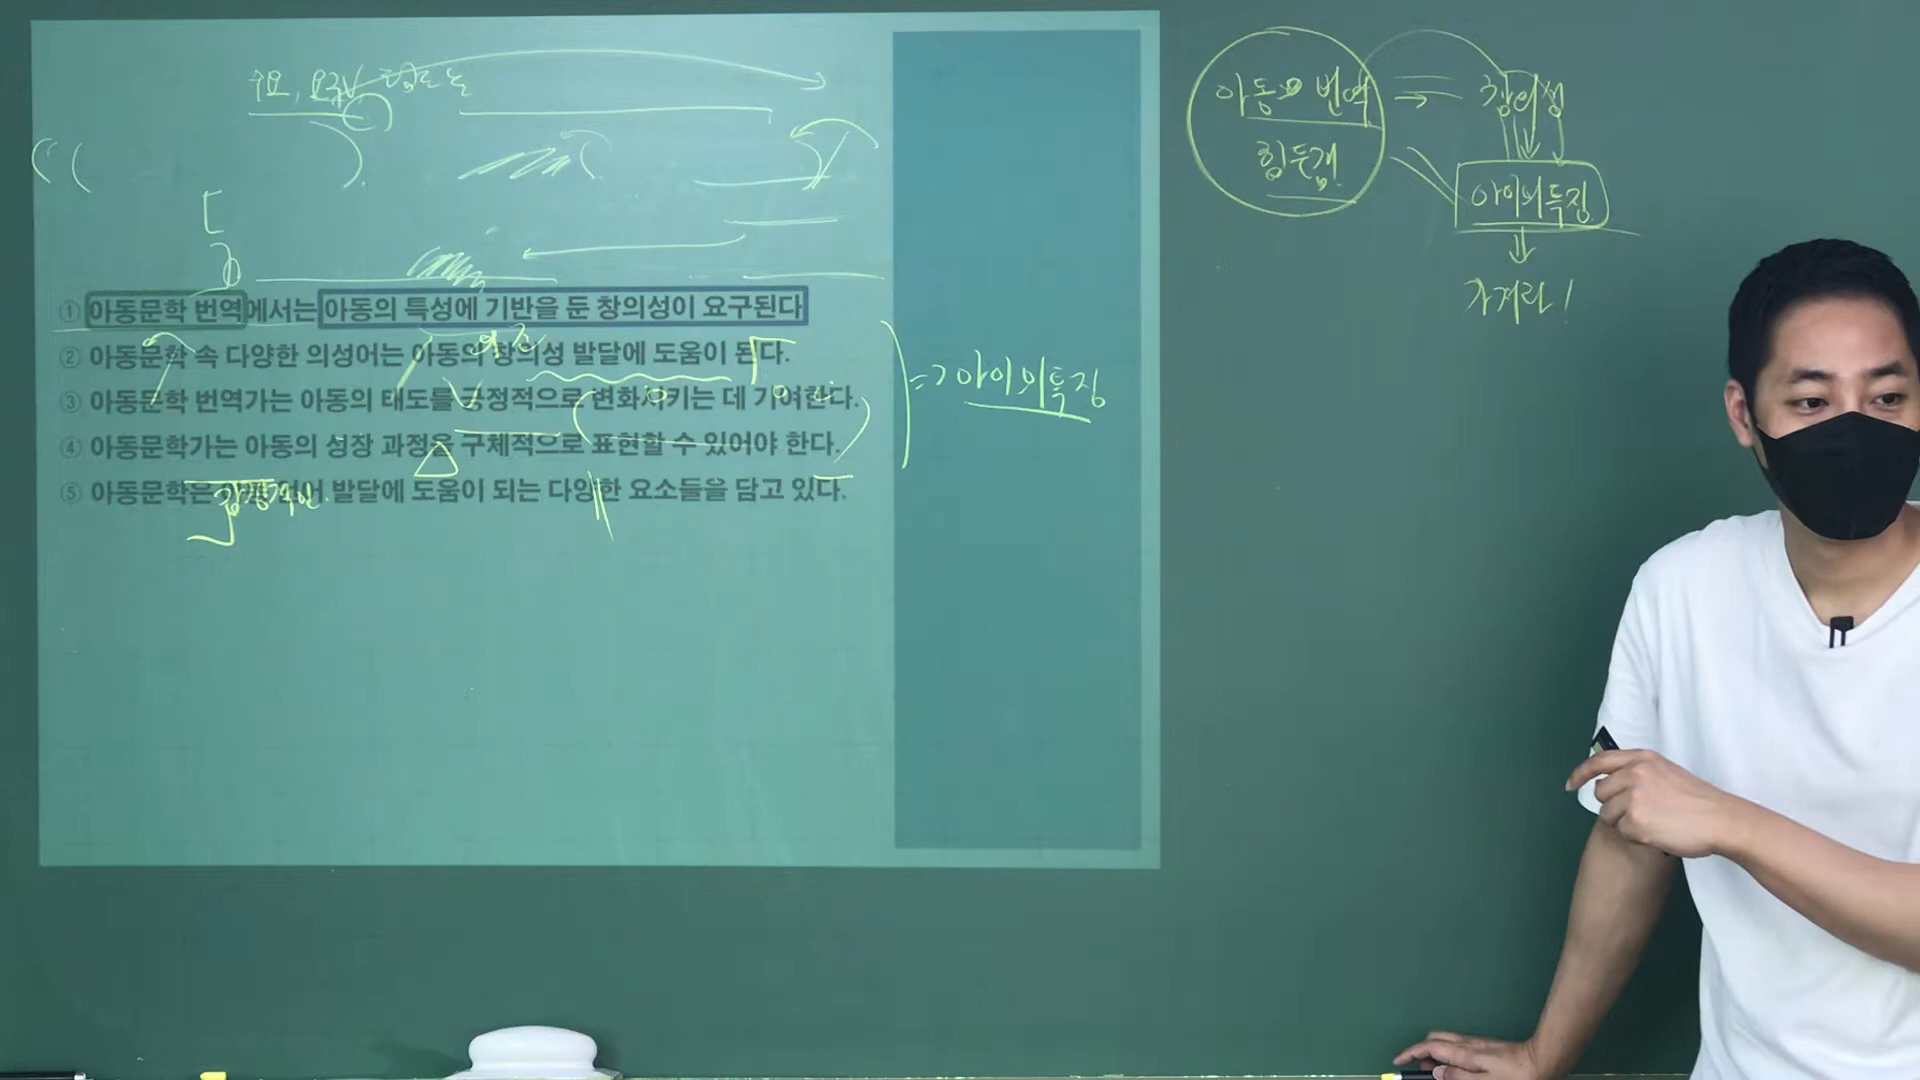 수요, 요구
① 아동문학 번역에서는 아동의 특성에 기반을 둔 창의성이 요구된다
② 아동문학 속 다양한 의성어는 아동의 창의성 발달에 도움이 된다.
③ 아동문학 번역가는 아동의 태도를 긍정적으로 변화시키는 데 기여한다.
④ 아동문학가는 아동의 성장 과정을 구체적으로 표현할 수 있어야 한다.
⑤ 아동문학은 언어 발달에 도움이 되는 다양한 요소들을 담고 있다.
=> 아이의 특징
아동 번역 → 창의성
힘든점!
아이의 특징
가져라!